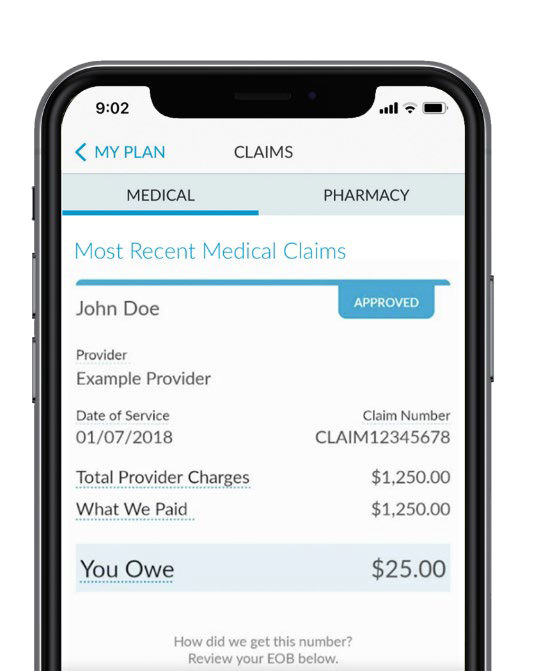 9:02
MY PLAN CLAIMS
MEDICAL PHARMACY
Most Recent Medical Claims
APPROVED
John Doe
Provider
Example Provider
Date of Service Claim Number
01/07/2018 CLAIM12345678
Total Provider Charges $1,250.00
What We Paid $1,250.00
You Owe $25.00
How did we get this number?
Review your EOB below.